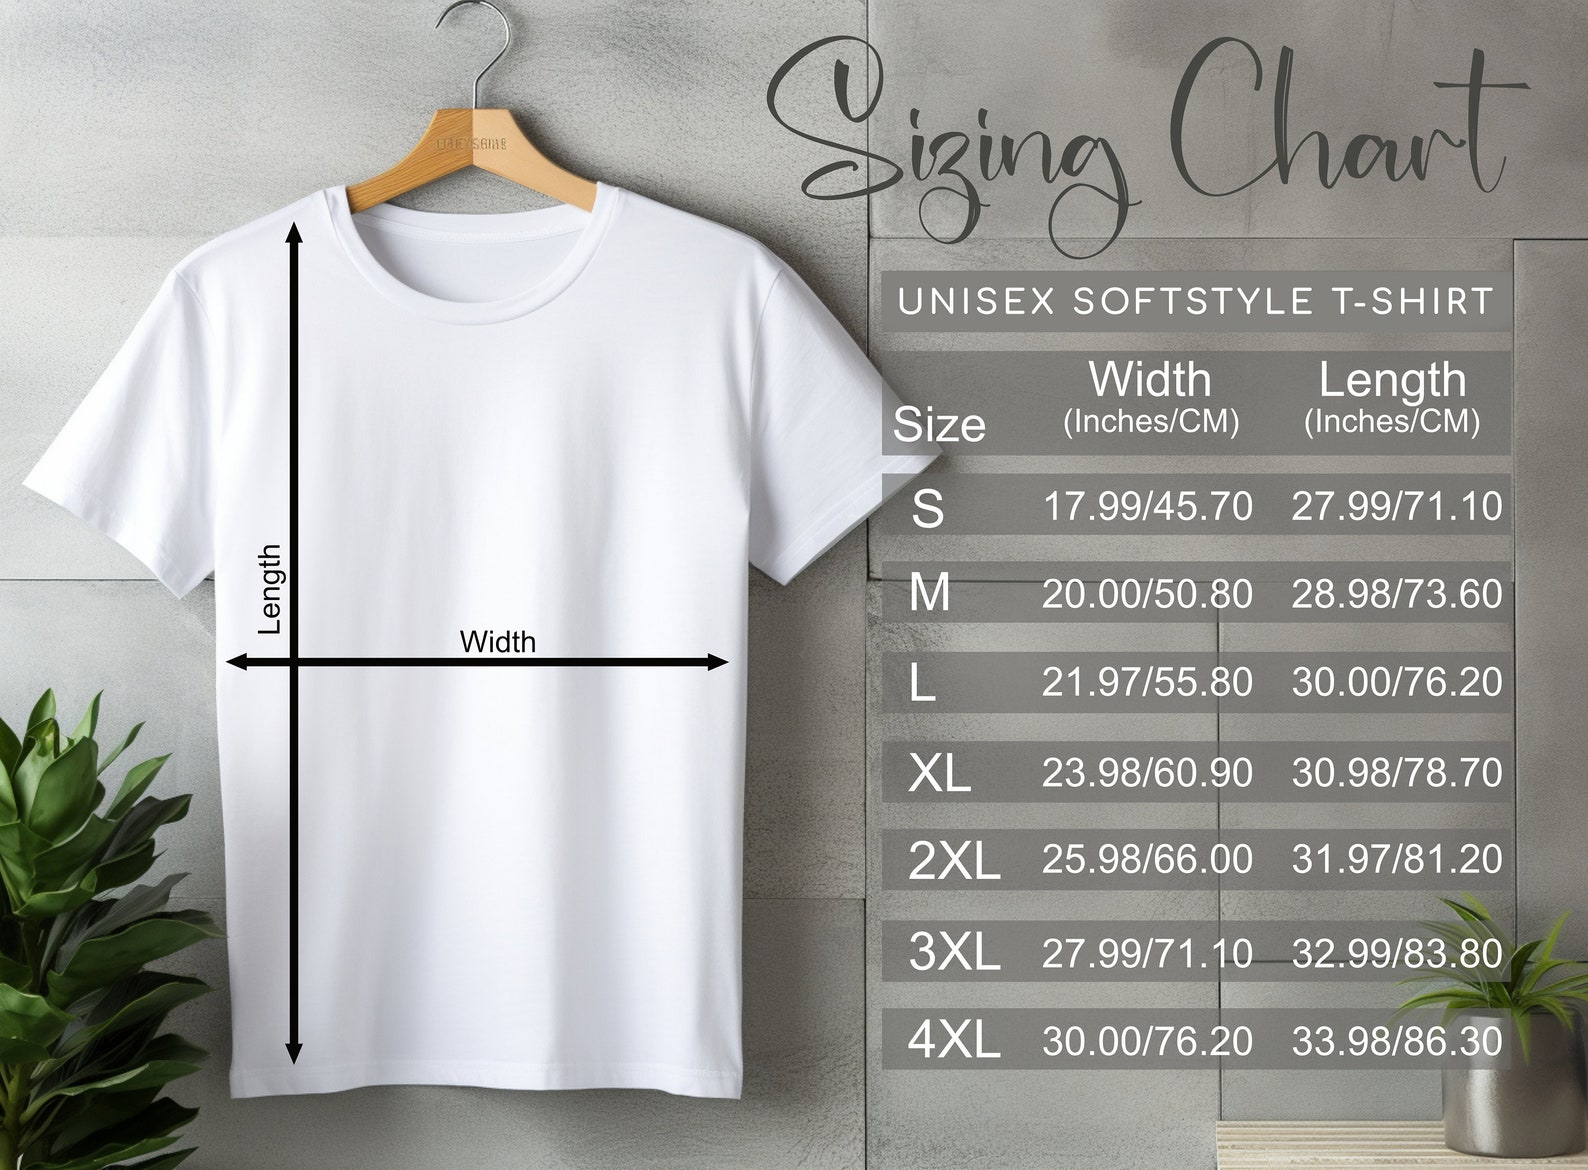 Sizing Chart
UNISEX SOFTSTYLE T-SHIRT
Size Width Length
(Inches/CM) (Inches/CM)
S 17.99/45.70 27.99/71.10
M 20.00/50.80 28.98/73.60
L 21.97/55.80 30.00/76.20
XL 23.98/60.90 30.98/78.70
2XL 25.98/66.00 31.97/81.20
3XL 27.99/71.10 32.99/83.80
4XL 30.00/76.20 33.98/86.30
Length
Width